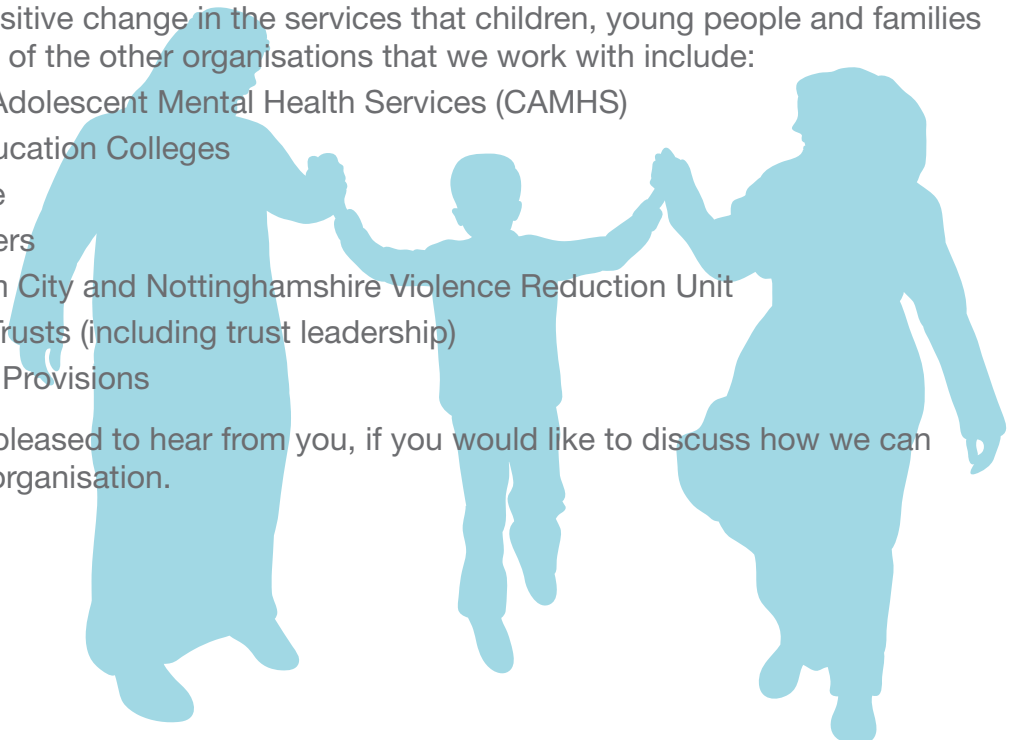 sitive change in the services that children, young people and families
of the other organisations that we work with include:
Adolescent Mental Health Services (CAMHS)
ucation Colleges
e
ers
n City and Nottinghamshire Violence Reduction Unit
Trusts (including trust leadership)
Provisions
pleased to hear from you, if you would like to discuss how we can
organisation.